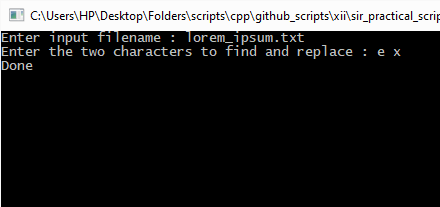 C:\Users\HP\Desktop\Folders\scripts\cpp\github_scripts\xii\sir_practical_scrip
Enter input filename : lorem_ipsum.txt
Enter the two characters to find and replace : e x
Done